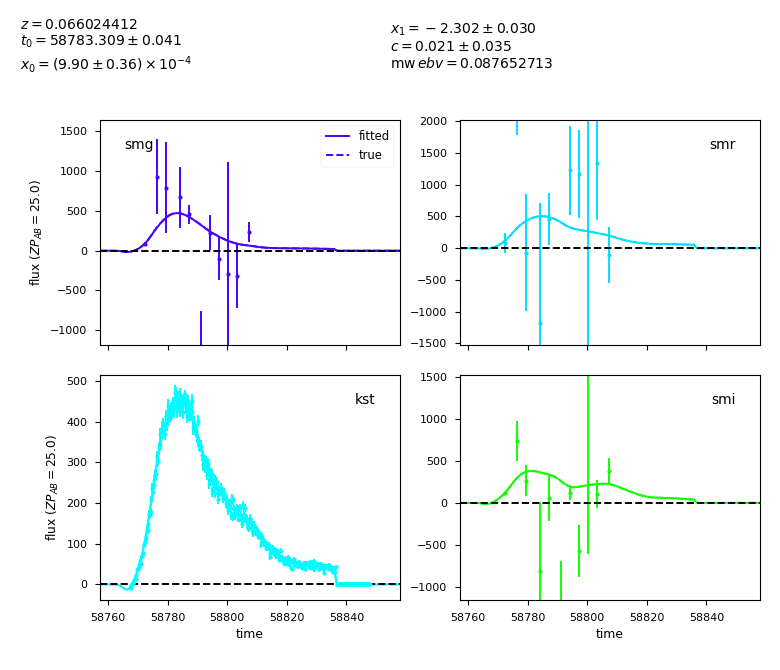 z = 0.066024412
t₀ = 58783.309 ± 0.041
x₀ = (9.90 ± 0.36) × 10⁻⁴
x₁ = −2.302 ± 0.030
c = 0.021 ± 0.035
mw ebv = 0.087652713
1500
1000
500
0
−500
−1000
flux (ZP_AB = 25.0)
smg
fitted
true
2000
1500
1000
500
0
−500
−1000
−1500
smr
500
400
300
200
100
0
flux (ZP_AB = 25.0)
kst
58760
58780
58800
58820
58840
time
1500
1000
500
0
−500
−1000
smi
58760
58780
58800
58820
58840
time